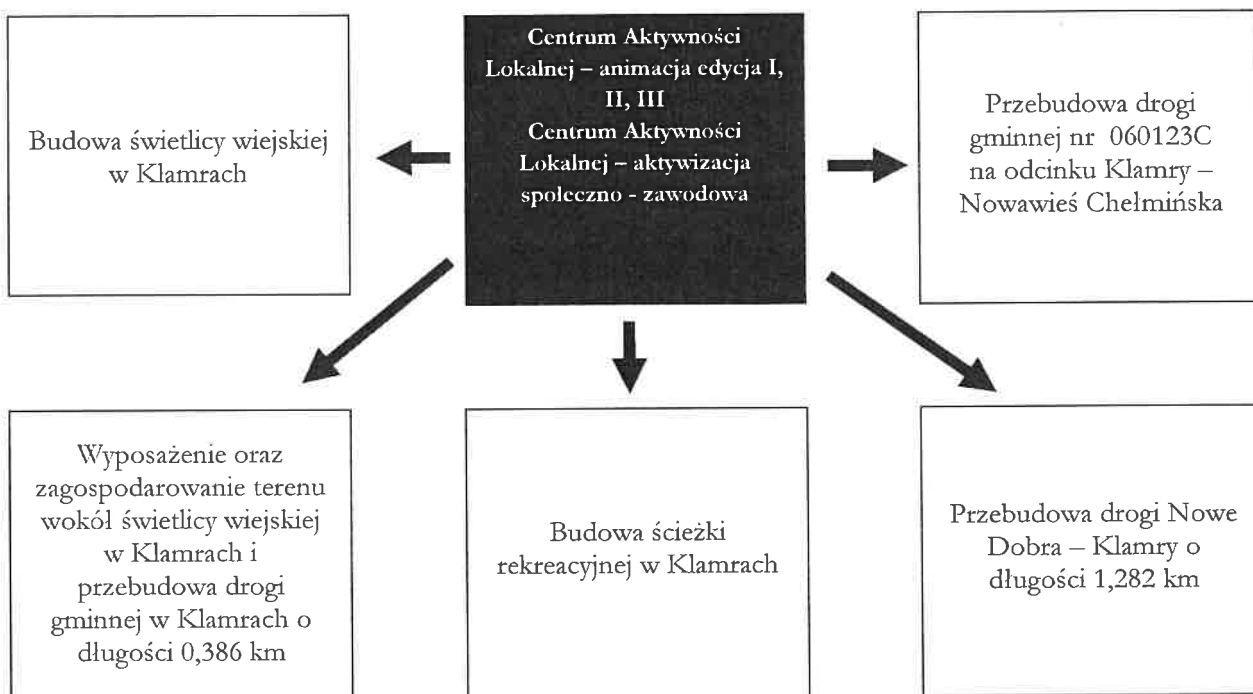 Budowa świetlicy wiejskiej
w Klamrach
Centrum Aktywności
Lokalnej – animacja edycja I,
II, III
Centrum Aktywności
Lokalnej – aktywizacja
społeczno - zawodowa
Przebudowa drogi
gminnej nr 060123C
na odcinku Klamry –
Nowawieś Chełmińska
Wyposażenie oraz
zagospodarowanie terenu
wokół świetlicy wiejskiej
w Klamrach i
przebudowa drogi
gminnej w Klamrach o
długości 0,386 km
Budowa ścieżki
rekreacyjnej w Klamrach
Przebudowa drogi Nowe
Dobra – Klamry o
długości 1,282 km